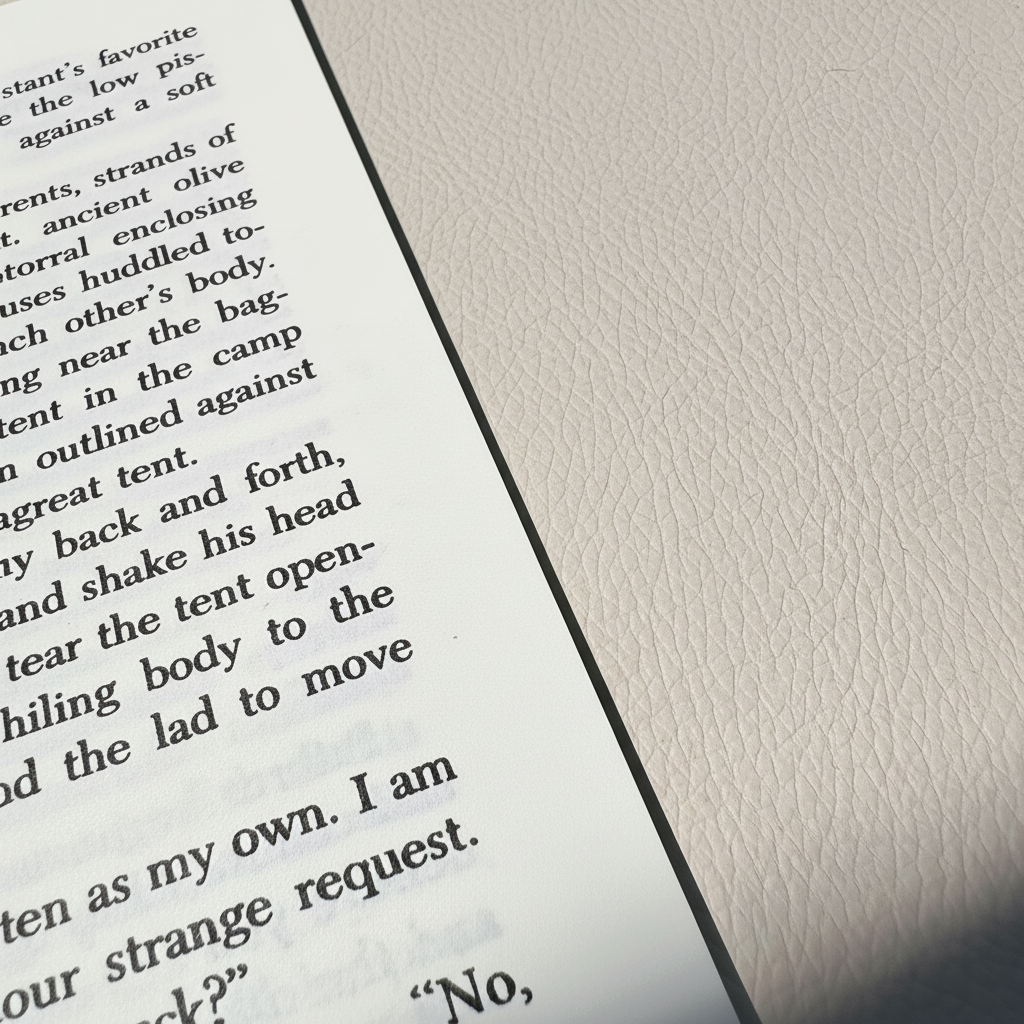 stant's favorite
e the low pis-
against a soft
rents, strands of
t. ancient olive
torral enclosing
uses huddled to-
ach other's body.
ng near the bag-
tent in the camp
n outlined against
agreat tent.
ny back and forth,
and shake his head
tear the tent open-
hiling body to the
od the lad to move
ten as my own. I am
our strange request.
ck?” “No,